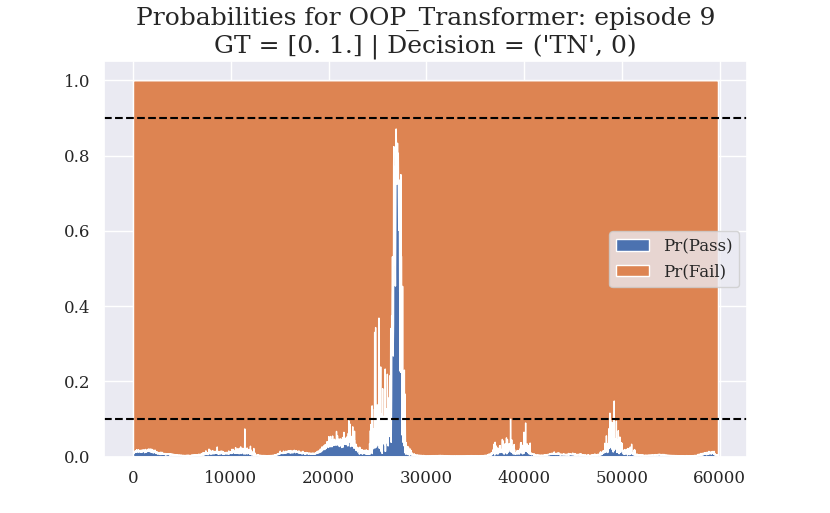 Probabilities for OOP_Transformer: episode 9
GT = [0. 1.] | Decision = ('TN', 0)
1.0
0.8
0.6
0.4
0.2
0.0
Pr(Pass)
Pr(Fail)
0 10000 20000 30000 40000 50000 60000